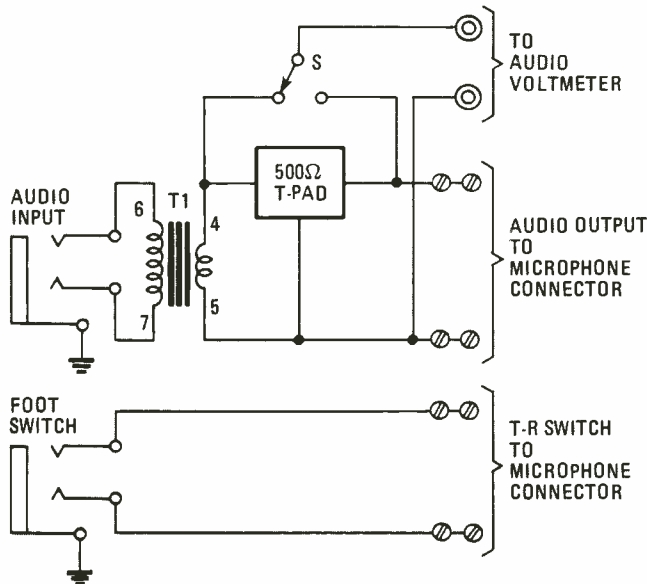 S
TO
AUDIO
VOLTMETER
500Ω
T-PAD
AUDIO
INPUT
6
T1
4
7
5
AUDIO OUTPUT
TO
MICROPHONE
CONNECTOR
FOOT
SWITCH
T-R SWITCH
TO
MICROPHONE
CONNECTOR